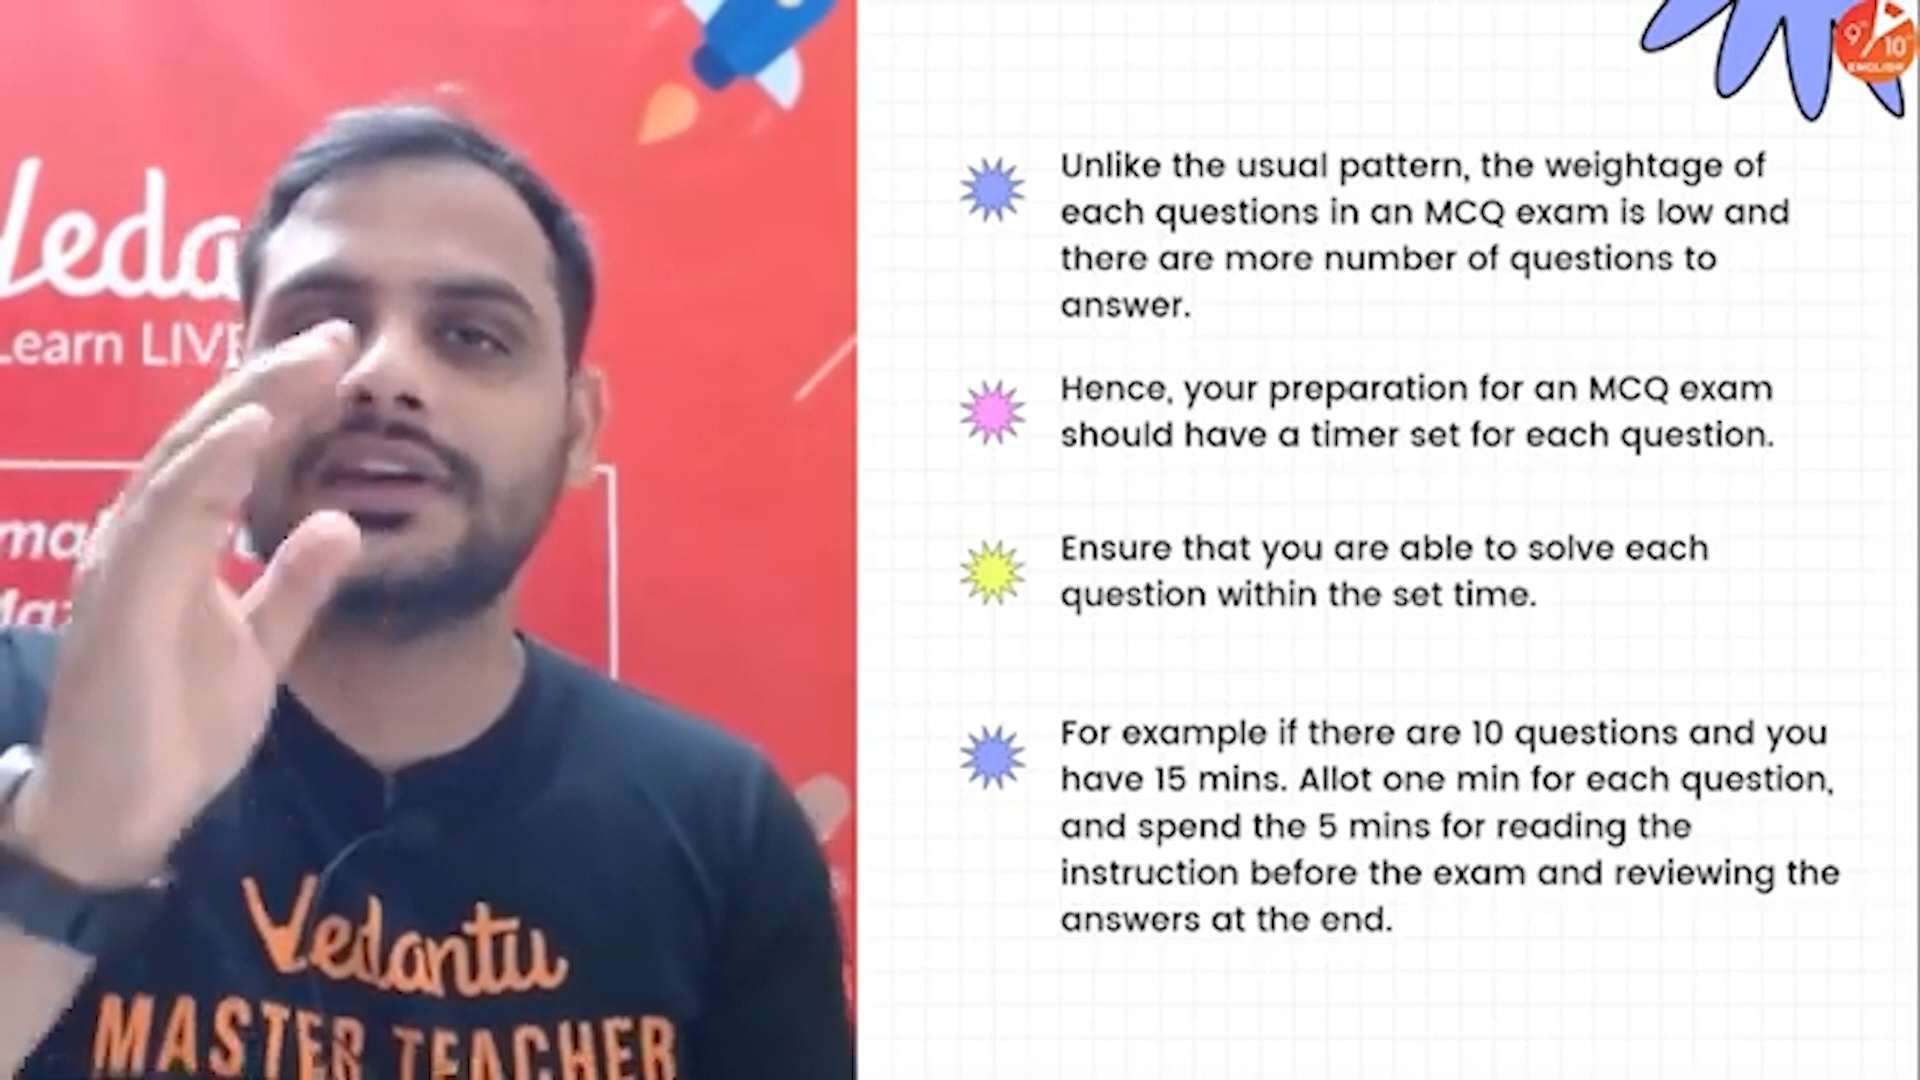 Learn LIVE
Vedantu
MASTER TEACHER
9th/10th
ENGLISH
Unlike the usual pattern, the weightage of
each questions in an MCQ exam is low and
there are more number of questions to
answer.
Hence, your preparation for an MCQ exam
should have a timer set for each question.
Ensure that you are able to solve each
question within the set time.
For example if there are 10 questions and you
have 15 mins. Allot one min for each question,
and spend the 5 mins for reading the
instruction before the exam and reviewing the
answers at the end.